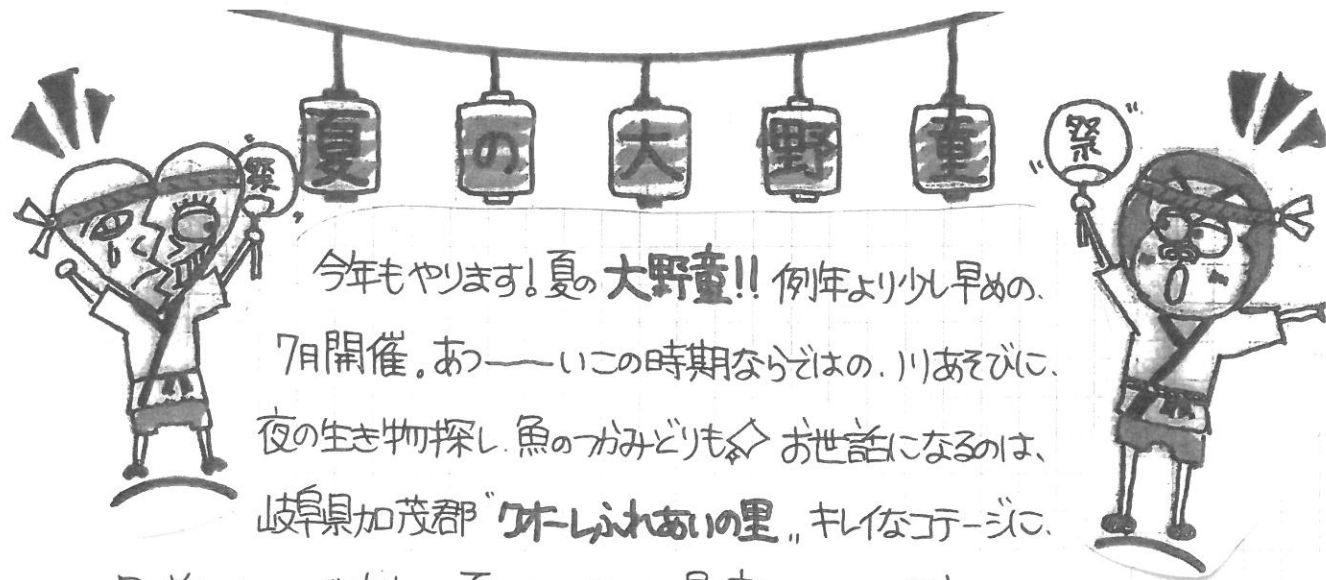 夏の大野童
祭
祭
今年もやります!夏の大野童!!例年より少し早めの、
7月開催。あつ――いこの時期ならではの、川あそびに、
夜の生き物探し、魚のつかみどりも お世話になるのは、
岐阜県加茂郡〝クオーレふれあいの里〟キレイなコテージに、